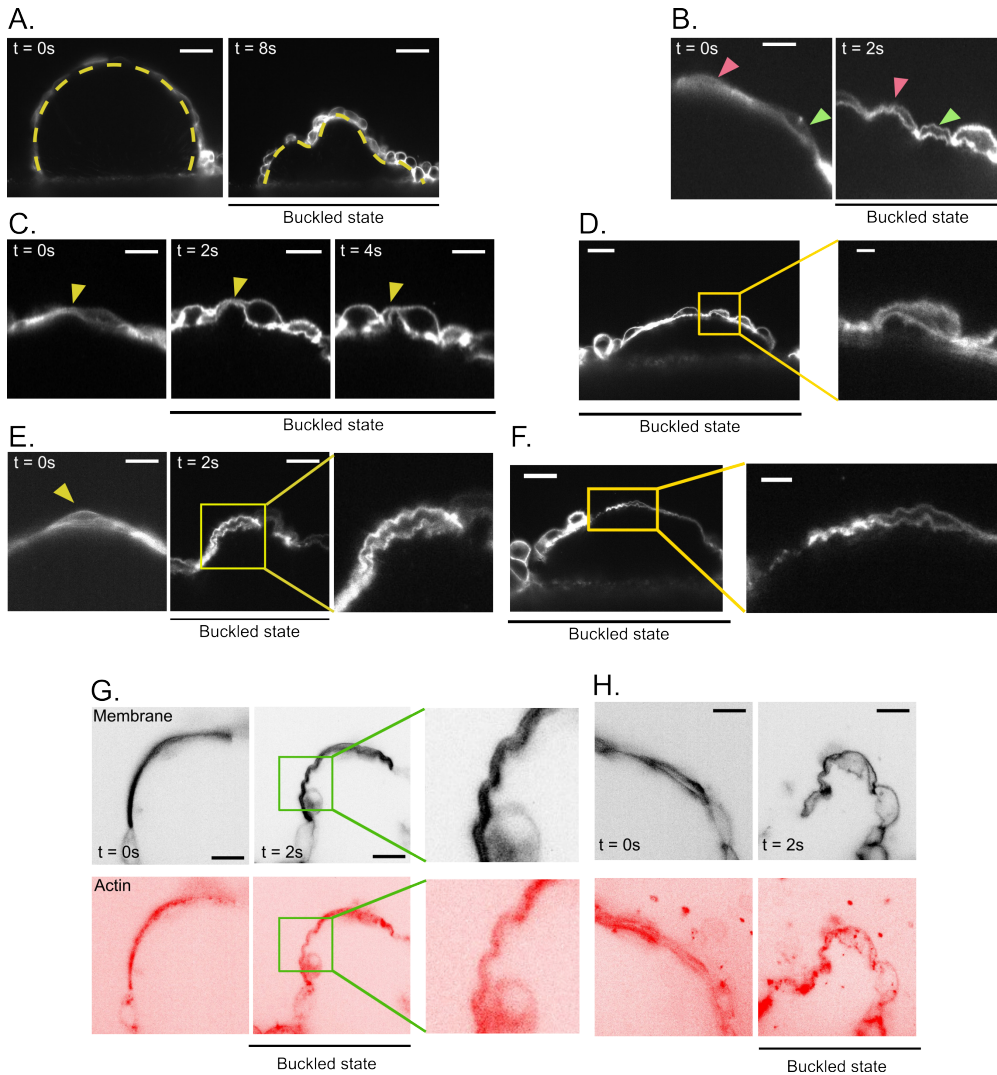 A.
t = 0s
t = 8s
Buckled state
B.
t = 0s
t = 2s
Buckled state
C.
t = 0s
t = 2s
t = 4s
Buckled state
D.
Buckled state
E.
t = 0s
t = 2s
Buckled state
F.
Buckled state
G.
Membrane
t = 0s
t = 2s
Actin
Buckled state
H.
t = 0s
t = 2s
Buckled state